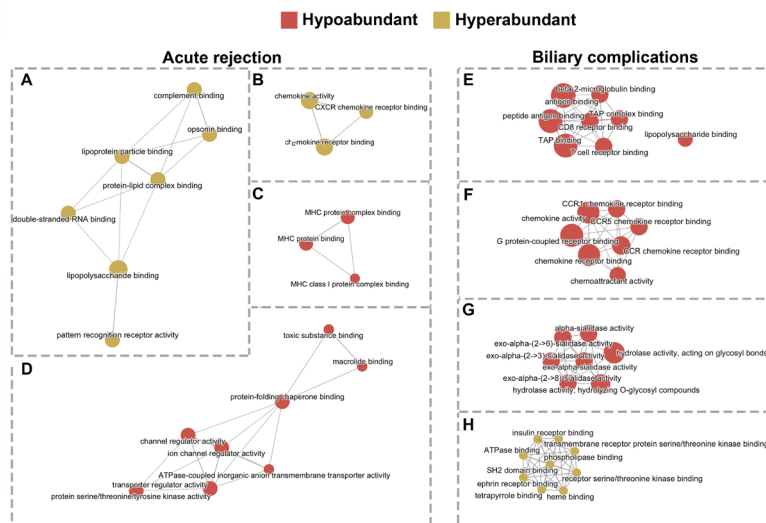 Hypoabundant
Hyperabundant
Acute rejection
Biliary complications
A
complement binding
opsonin binding
lipoprotein particle binding
protein-lipid complex binding
double-stranded RNA binding
lipopolysaccharide binding
pattern recognition receptor activity
B
chemokine activity
CXCR chemokine receptor binding
chemokine receptor binding
C
MHC protein complex binding
MHC protein binding
MHC class I protein complex binding
D
toxic substance binding
macrolide binding
protein-folding chaperone binding
channel regulator activity
ion channel regulator activity
ATPase-coupled inorganic anion transmembrane transporter activity
transporter regulator activity
protein serine/threonine/tyrosine kinase activity
E
beta-2-microglobulin binding
antigen binding
peptide antigen binding
TAP complex binding
CD8 receptor binding
lipopolysaccharide binding
TAP binding
T cell receptor binding
F
CCR1 chemokine receptor binding
chemokine activity
CCR5 chemokine receptor binding
G protein-coupled receptor binding
CCR chemokine receptor binding
chemokine receptor binding
chemoattractant activity
G
alpha-sialidase activity
exo-alpha-(2->6)-sialidase activity
hydrolase activity, acting on glycosyl bonds
exo-alpha-(2->3)-sialidase activity
exo-alpha-sialidase activity
exo-alpha-(2->8)-sialidase activity
hydrolase activity, hydrolyzing O-glycosyl compounds
H
insulin receptor binding
transmembrane receptor protein serine/threonine kinase binding
ATPase binding
phospholipase binding
SH2 domain binding
receptor serine/threonine kinase binding
ephrin receptor binding
tetrapyrrole binding
heme binding